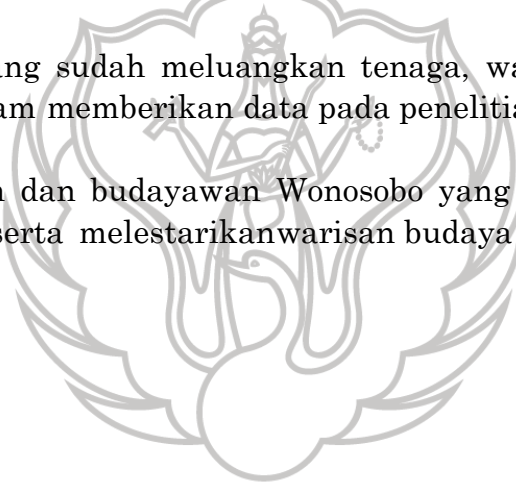 ang sudah meluangkan tenaga, wa
am memberikan data pada penelitia
n dan budayawan Wonosobo yang
serta melestarikanwarisan budaya